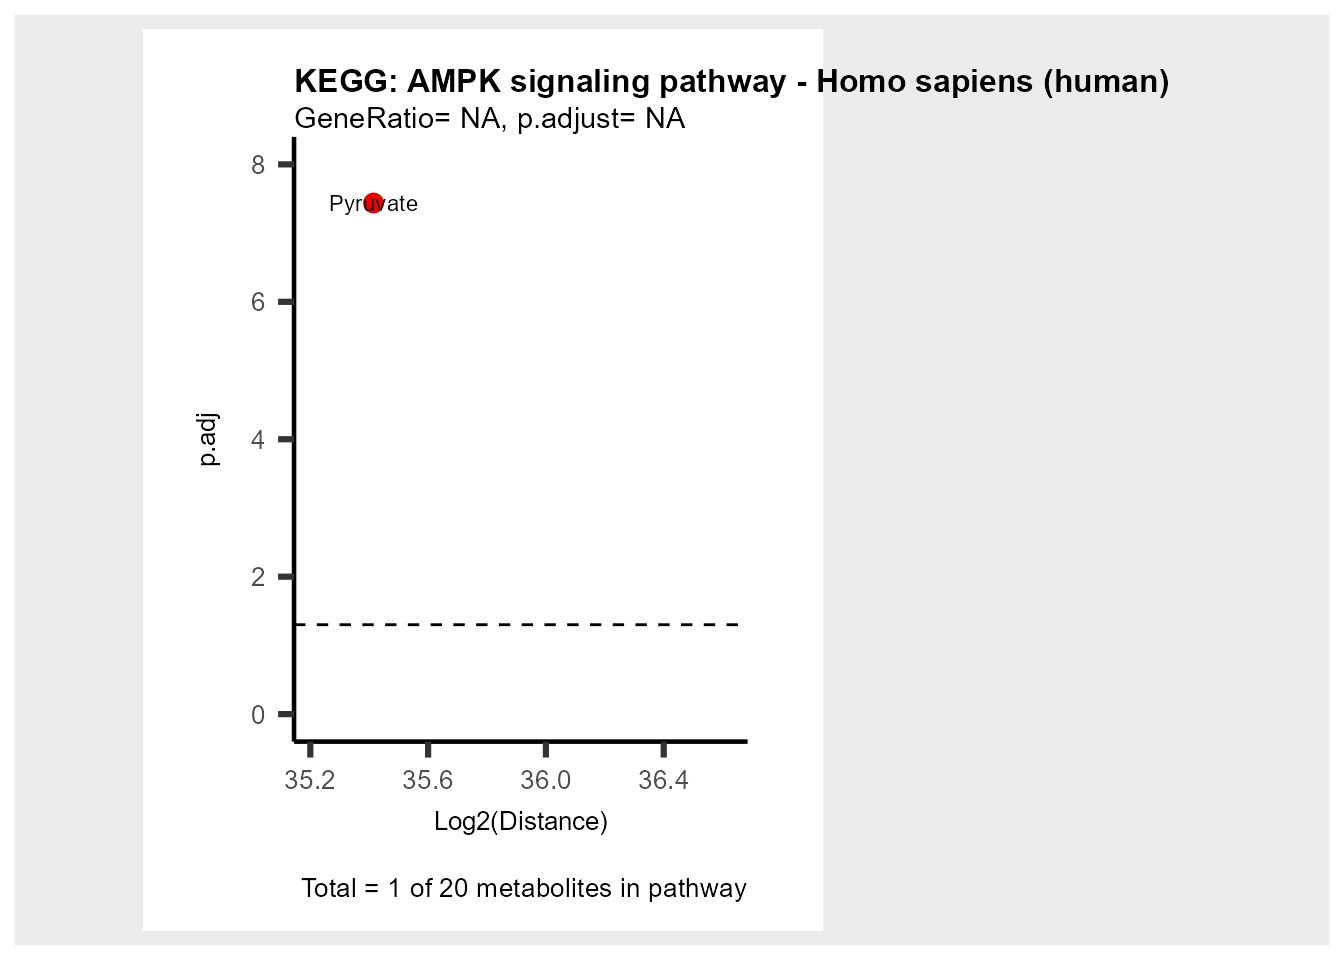 KEGG: AMPK signaling pathway - Homo sapiens (human)
GeneRatio= NA, p.adjust= NA
8
Pyruvate
6
4
p.adj
2
0
35.2 35.6 36.0 36.4
Log2(Distance)
Total = 1 of 20 metabolites in pathway